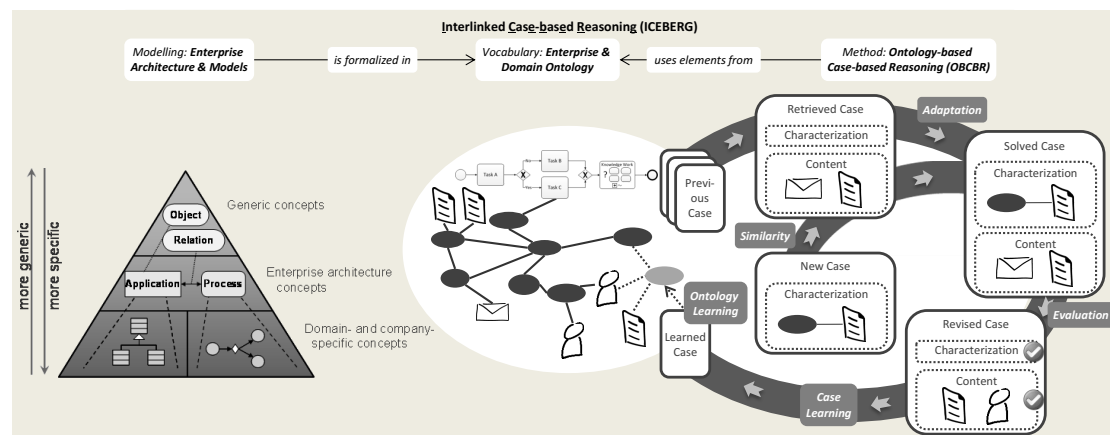 Interlinked Case-based Reasoning (ICEBERG)
Modelling: Enterprise
Architecture & Models
is formalized in
Vocabulary: Enterprise &
Domain Ontology
uses elements from
Method: Ontology-based
Case-based Reasoning (OBCBR)
more generic
more specific
Generic concepts
Object
Relation
Enterprise architecture
concepts
Application
Process
Domain- and company-
specific concepts
Task A
No
Yes
Task B
Task C
Knowledge Work
?
Previ-
ous
Case
Retrieved Case
Characterization
Content
Adaptation
Solved Case
Characterization
Content
Similarity
New Case
Characterization
Ontology
Learning
Learned
Case
Evaluation
Revised Case
Characterization
Content
Case
Learning